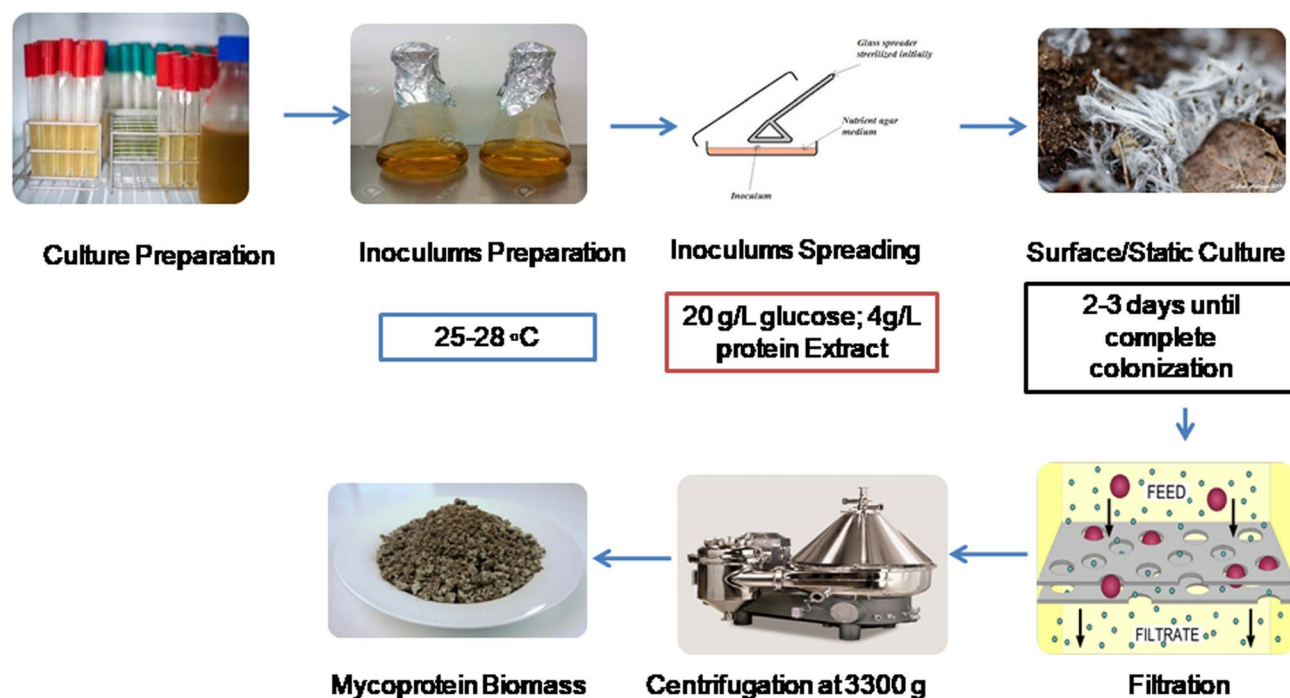 Glass spreader
strerilized initially
Nutrient agar
medium
Inoculum
Culture Preparation
Inoculums Preparation
Inoculums Spreading
Surface/Static Culture
25-28 °C
20 g/L glucose; 4g/L
protein Extract
2-3 days until
complete
colonization
FEED
FILTRATE
Mycoprotein Biomass
Centrifugation at 3300 g
Filtration